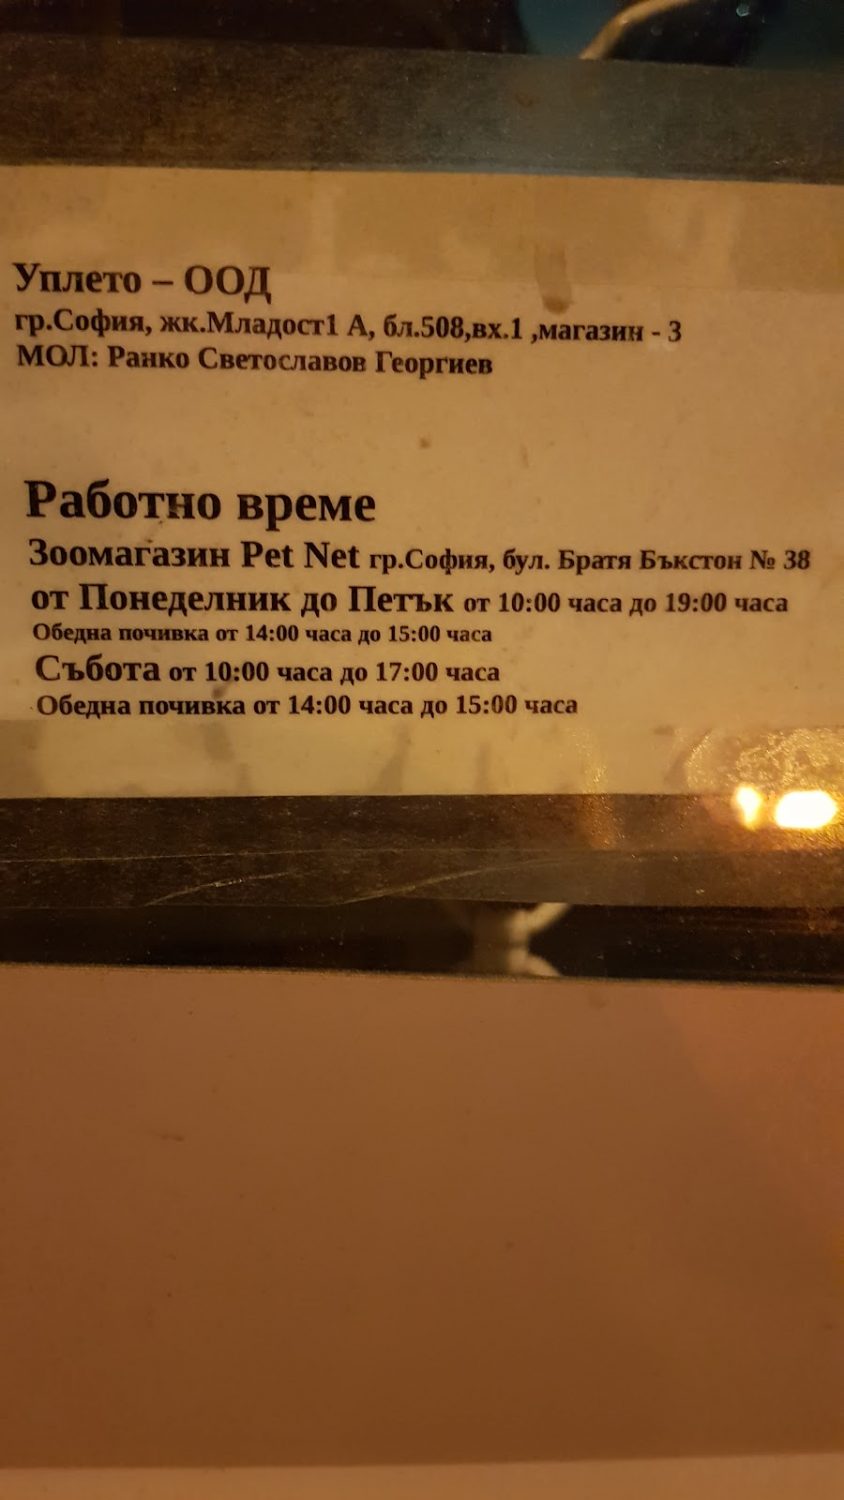 Уплето – ООД
гр.София, жк.Младост1 А, бл.508,вх.1 ,магазин - 3
МОЛ: Ранко Светославов Георгиев
Работно време
Зоомагазин Pet Net гр.София, бул. Братя Бъкстон № 38
от Понеделник до Петък от 10:00 часа до 19:00 часа
Обедна почивка от 14:00 часа до 15:00 часа
Събота от 10:00 часа до 17:00 часа
Обедна почивка от 14:00 часа до 15:00 часа